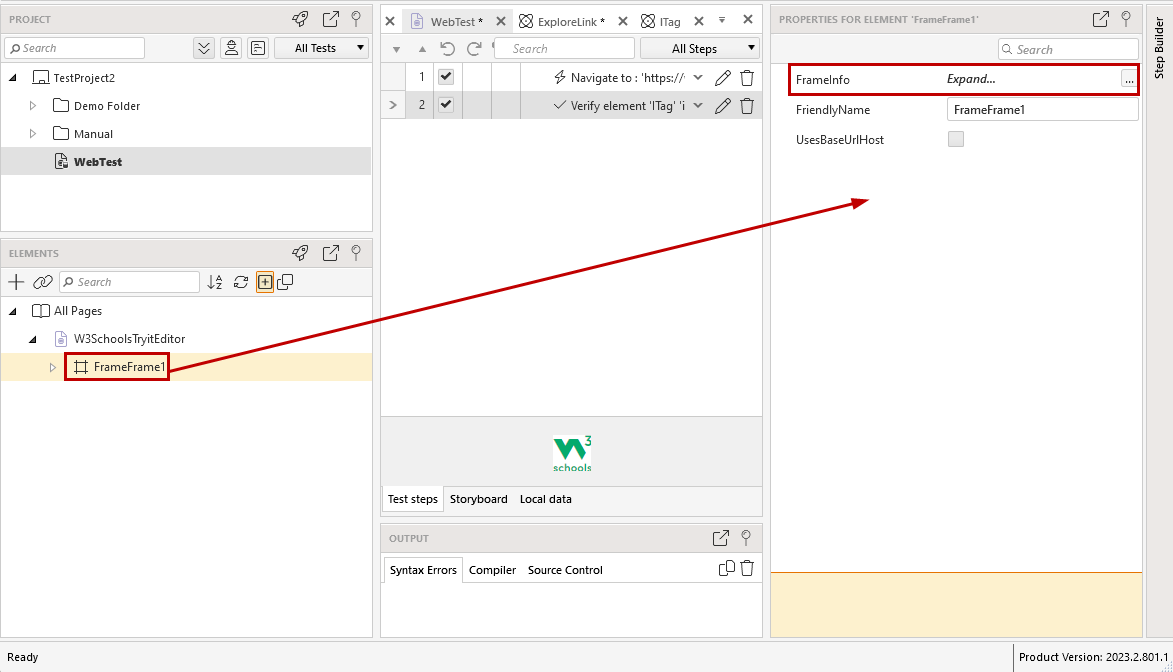 PROJECT
Search
All Tests
TestProject2
Demo Folder
Manual
WebTest
ELEMENTS
Search
All Pages
W3SchoolsTryitEditor
FrameFrame1
WebTest *
ExploreLink *
ITag
Search
All Steps
1
Navigate to : 'https://
2
Verify element 'ITag' 'i
3
schools
Test steps
Storyboard
Local data
OUTPUT
Syntax Errors
Compiler
Source Control
PROPERTIES FOR ELEMENT 'FrameFrame1'
Search
FrameInfo
Expand...
...
FriendlyName
FrameFrame1
UsesBaseUrlHost
Step Builder
Ready
Product Version: 2023.2.801.1